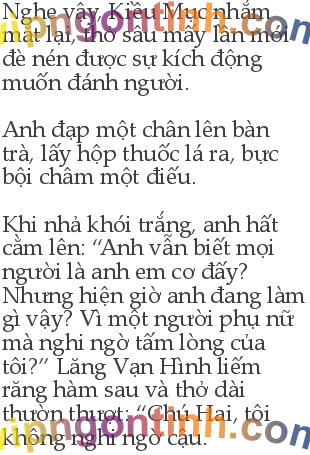 Nghe vậy, Kiều Mục nhắm
mắt lại, thở sâu mấy lần mới
đè nén được sự kích động
muốn đánh người.
Anh đạp một chân lên bàn
trà, lấy hộp thuốc lá ra, bực
bội châm một điếu.
Khi nhả khói trắng, anh hất
cằm lên: “Anh vẫn biết mọi
người là anh em cơ đấy?
Nhưng hiện giờ anh đang làm
gì vậy? Vì một người phụ nữ
mà nghi ngờ tấm lòng của
tôi?” Lăng Vạn Hình liếm
răng hàm sau và thở dài
thườn thượt: “Chú Hai, tôi
không nghi ngờ cậu.
vipngontinh.com
vipngontinh.com